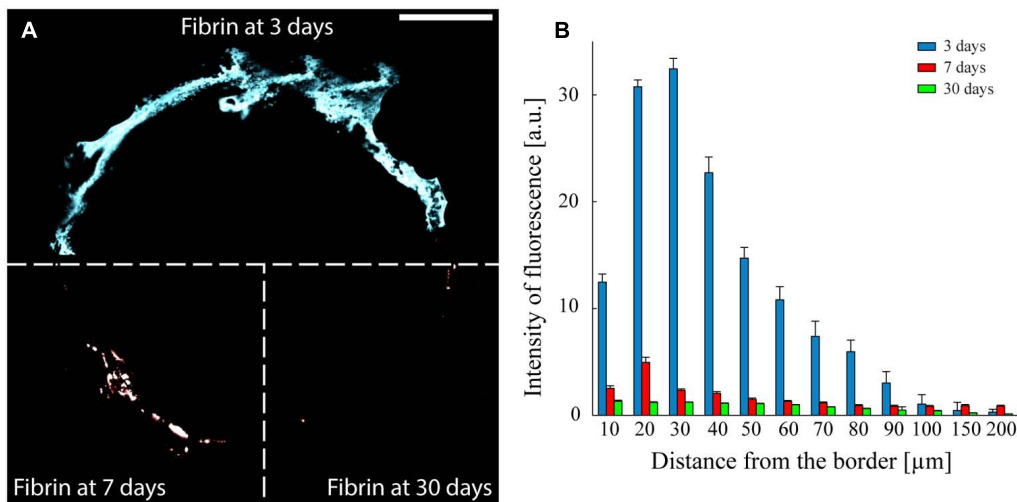 A
Fibrin at 3 days
Fibrin at 7 days
Fibrin at 30 days
B
3 days
7 days
30 days
Intensity of fluorescence [a.u.]
30
20
10
0
10 20 30 40 50 60 70 80 90 100 150 200
Distance from the border [µm]